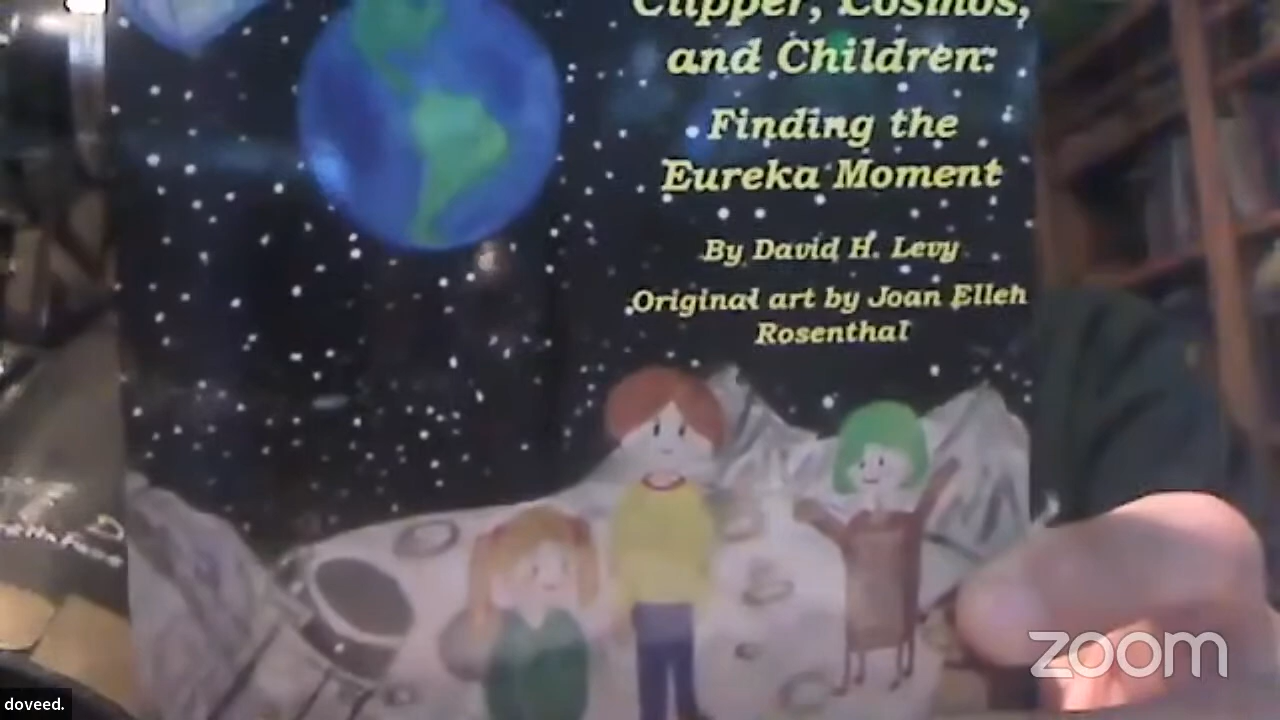 Clipper, Cosmos,
and Children:
Finding the
Eureka Moment
By David H. Levy
Original art by Joan Elleh
Rosenthal
zoom
doveed.